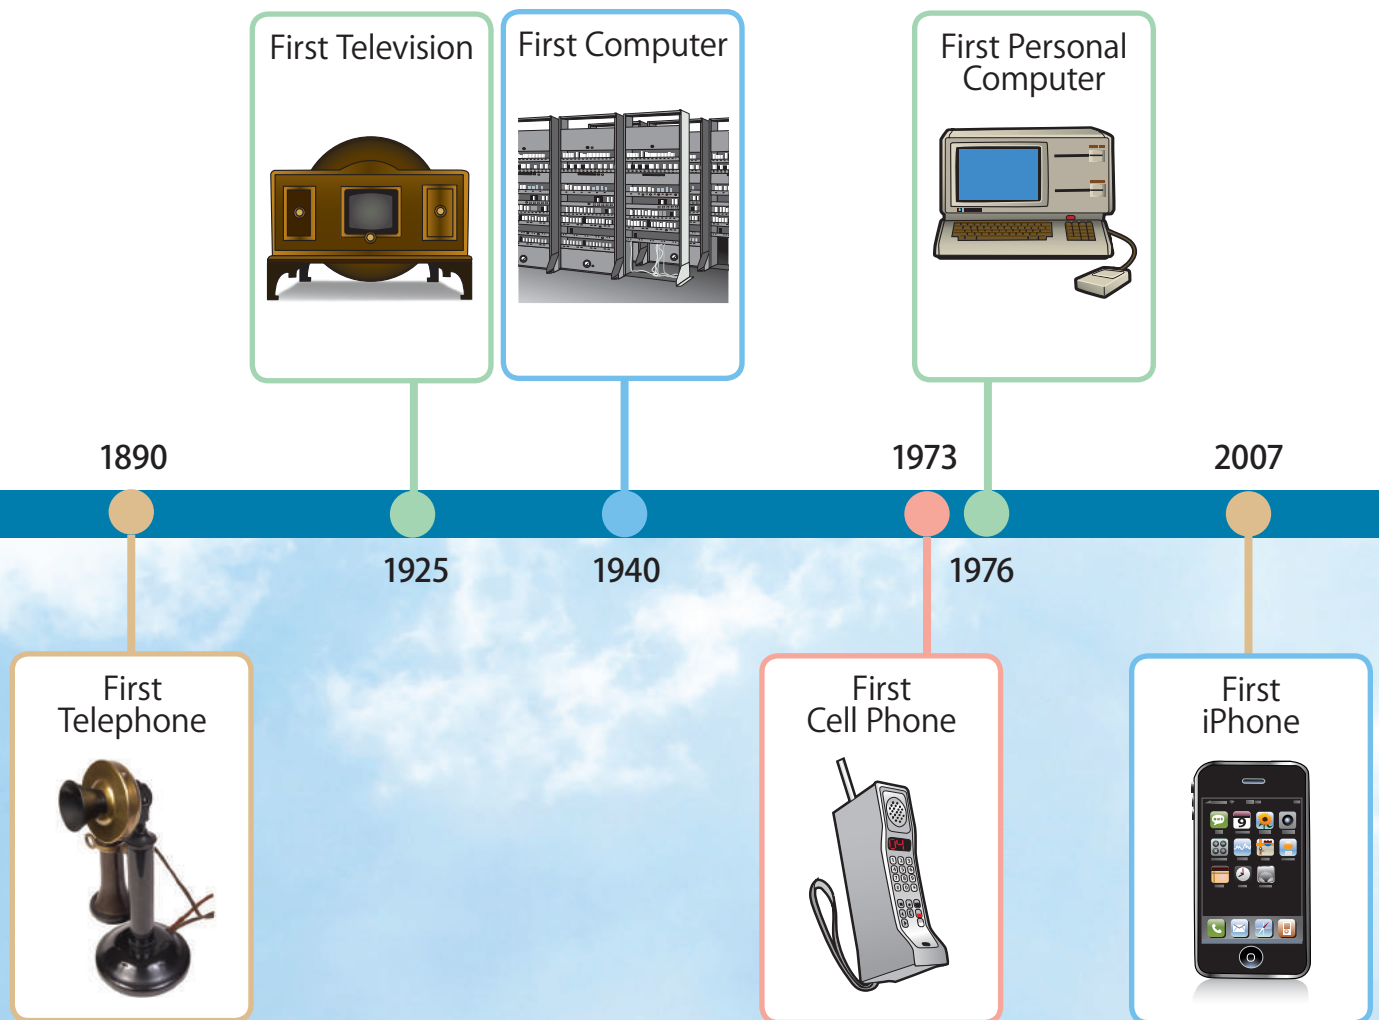 First Television
First Computer
First Personal
Computer
1890
1973
2007
1925
1940
1976
First
Telephone
First
Cell Phone
First
iPhone